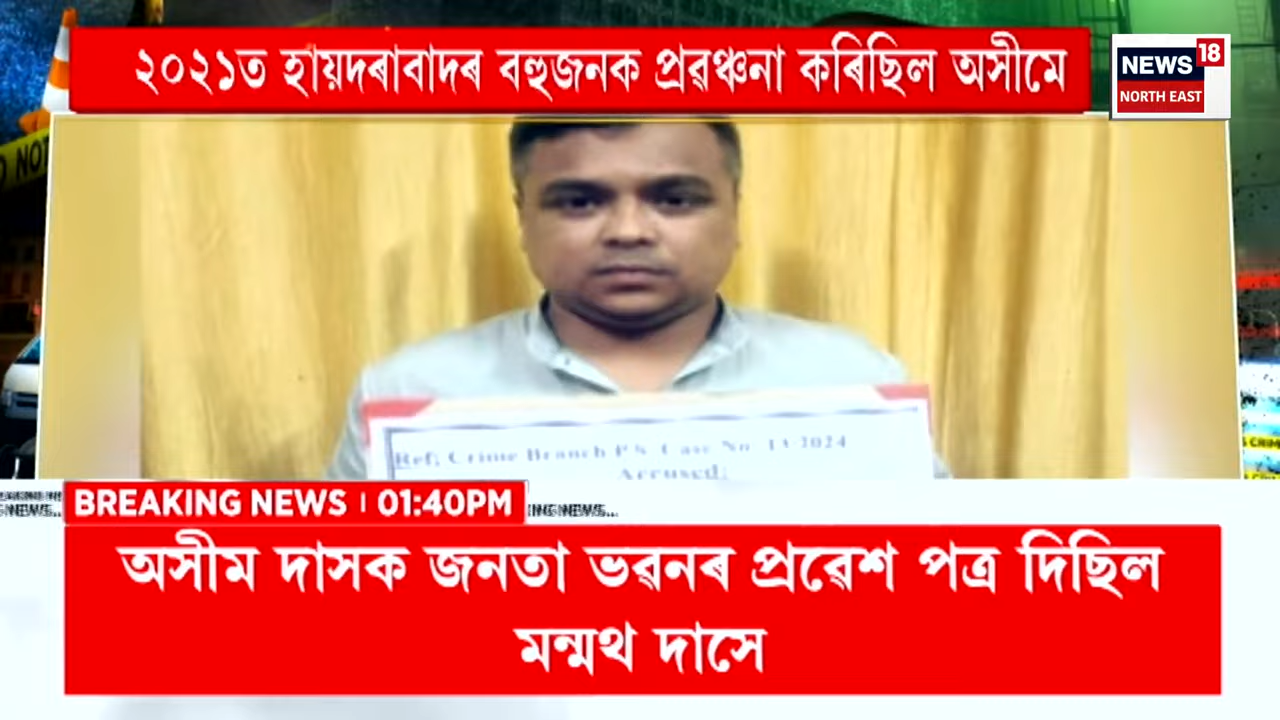 ২০২১ত হায়দৰাবাদৰ বহুজনক প্ৰৱঞ্চনা কৰিছিল অসীমে
NEWS 18
NORTH EAST
O NOT
Ref: Crime Branch P.S. Case No. 13/2024
Accused:
BREAKING NEWS | 01:40PM
অসীম দাসক জনতা ভৱনৰ প্ৰৱেশ পত্ৰ দিছিল
মন্মথ দাসে